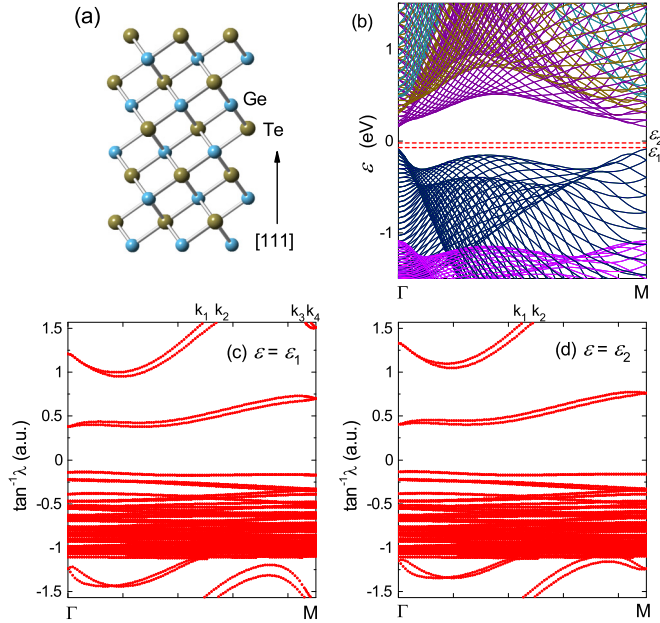 (a)
Ge
Te
[111]
(b)
ε (eV)
1
0
-1
ε₂
ε₁
Γ
M
k₁ k₂
k₃k₄
(c) ε = ε₁
tan⁻¹λ (a.u.)
1.5
1
0.5
0
-0.5
-1
-1.5
Γ
M
k₁ k₂
(d) ε = ε₂
tan⁻¹λ (a.u.)
1.5
1
0.5
0
-0.5
-1
-1.5
Γ
M